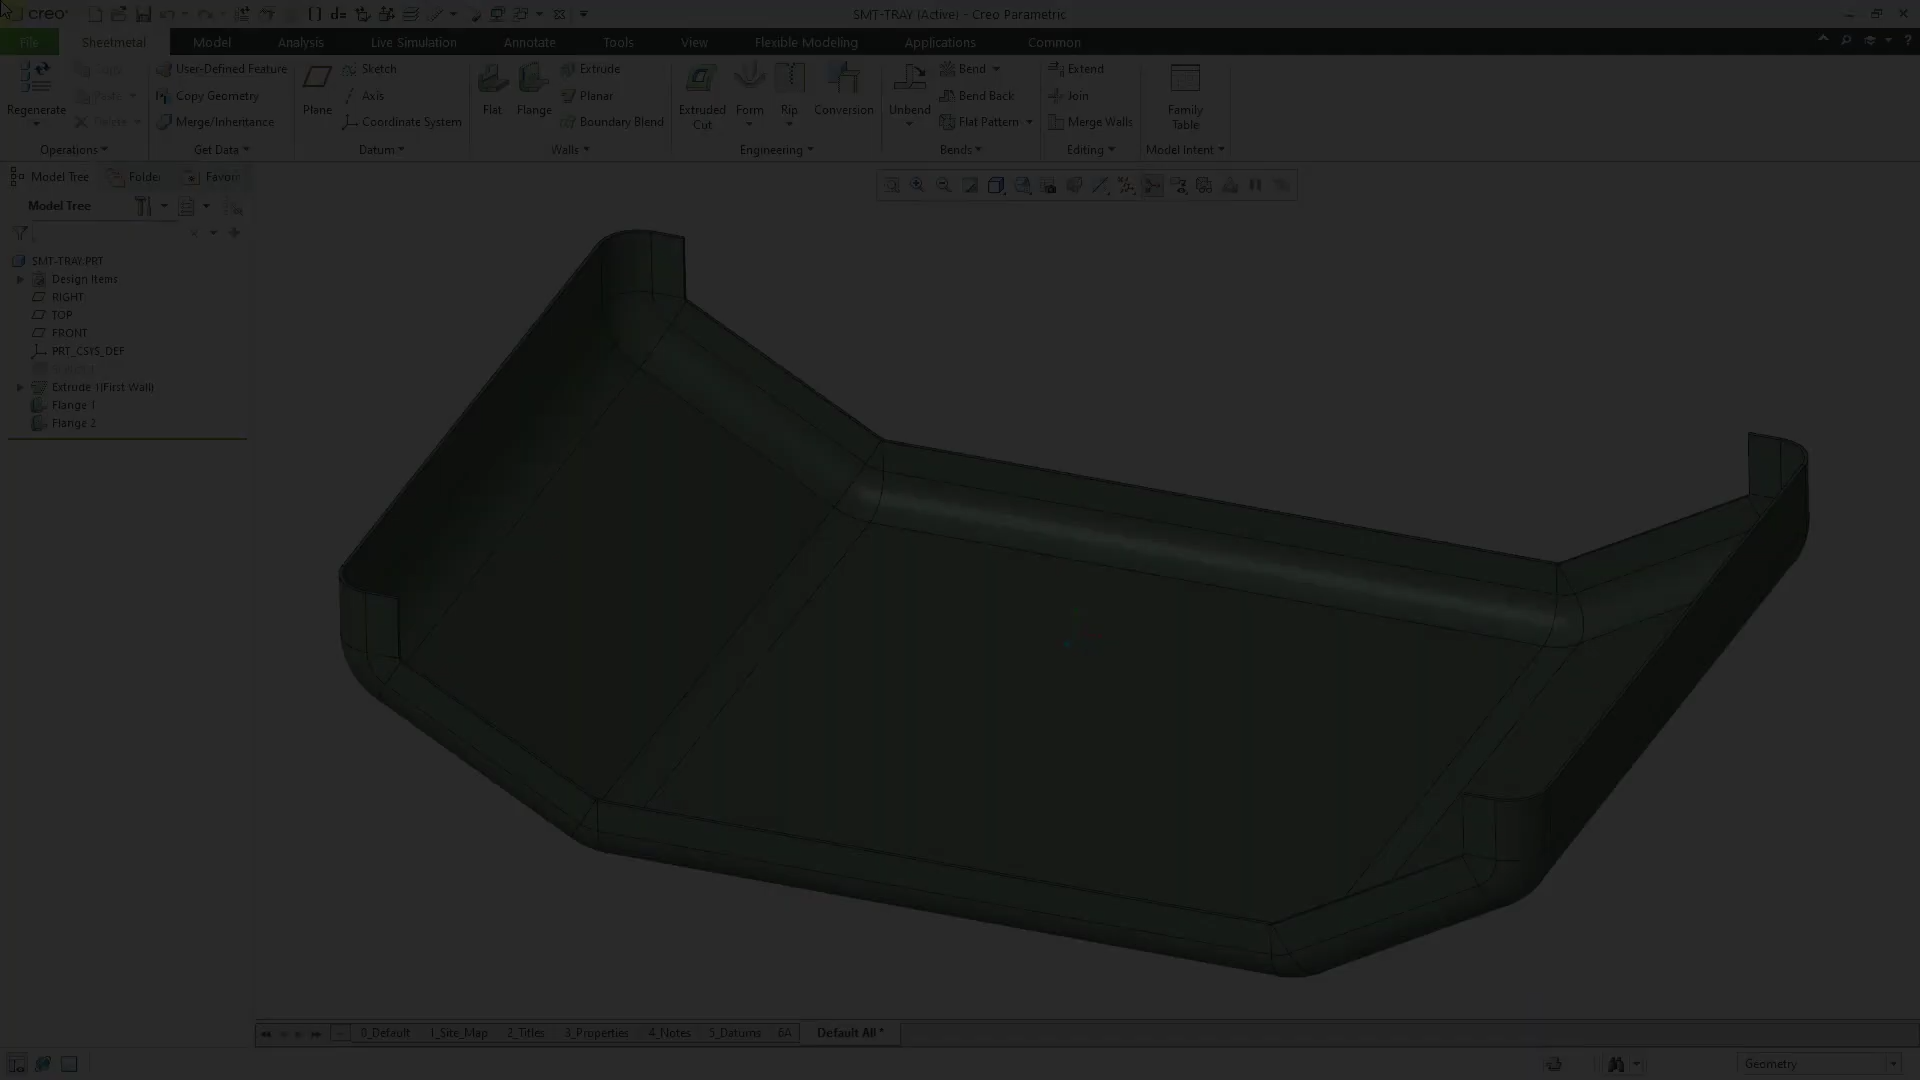 creo
SMT-TRAY (Active) - Creo Parametric
File
Sheetmetal
Model
Analysis
Live Simulation
Annotate
Tools
View
Flexible Modeling
Applications
Common
Regenerate
Copy
Paste
Delete
Operations
User-Defined Feature
Copy Geometry
Merge/Inheritance
Get Data
Plane
Sketch
Axis
Coordinate System
Datum
Flat
Flange
Extrude
Planar
Boundary Blend
Walls
Extruded Cut
Form
Rip
Conversion
Engineering
Unbend
Bend
Bend Back
Flat Pattern
Bends
Extend
Join
Merge Walls
Editing
Family Table
Model Intent
Model Tree
Folder
Favori
Model Tree
SMT-TRAY.PRT
Design Items
RIGHT
TOP
FRONT
PRT_CSYS_DEF
Extrude 1(First Wall)
Flange 1
Flange 2
0_Default
1_Site_Map
2_Titles
3_Properties
4_Notes
5_Datums
6A
Default All *
Geometry